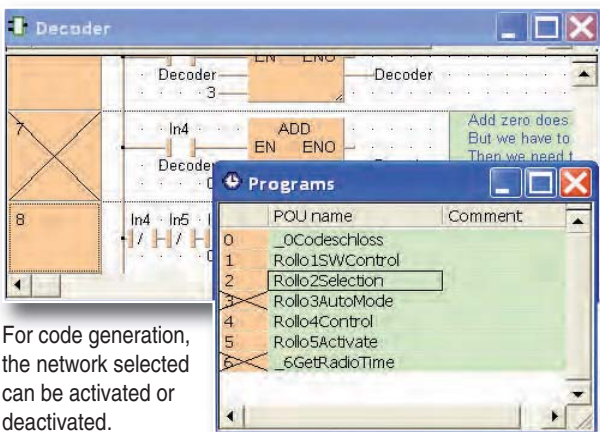 Decoder
EN ENO
Decoder Decoder
3
7 In4 ADD
EN ENO
Decoder
Add zero does
But we have to
Then we need t
8 In4 In5
Programs
POU name Comment
0 _0Codeschloss
1 Rollo1SWControl
2 Rollo2Selection
3 Rollo3AutoMode
4 Rollo4Control
5 Rollo5Activate
6 _6GetRadioTime
For code generation,
the network selected
can be activated or
deactivated.